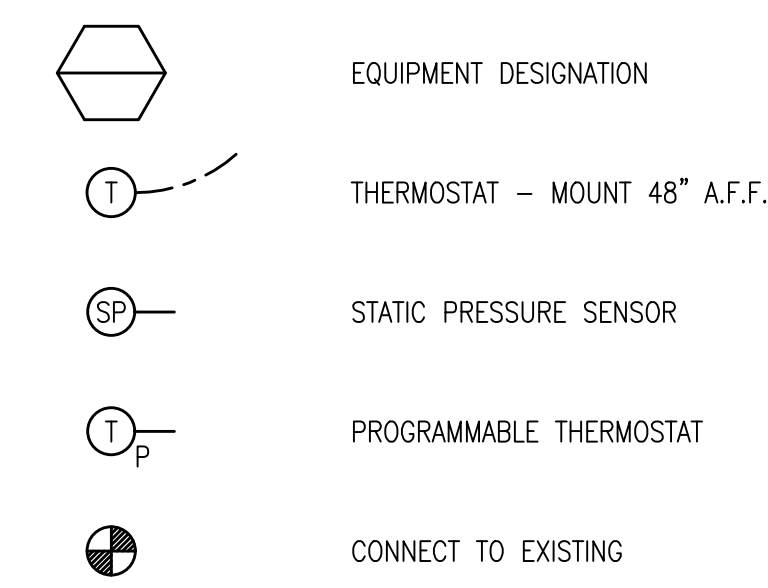 EQUIPMENT DESIGNATION
T THERMOSTAT – MOUNT 48” A.F.F.
SP STATIC PRESSURE SENSOR
T PROGRAMMABLE THERMOSTAT
P
CONNECT TO EXISTING